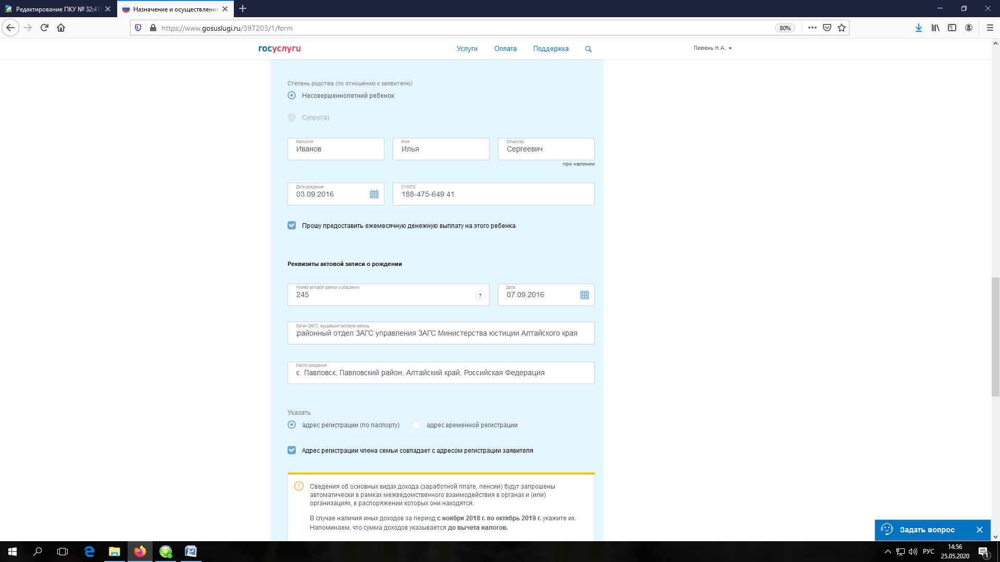 Редактирование ПКУ № 32:41:
Назначение и осуществление
https://www.gosuslugi.ru/397203/1/form
80%
госуслуги
Услуги
Оплата
Поддержка
Певень Н.А.
Степень родства (по отношению к заявителю)
Несовершеннолетний ребенок
Супруг(а)
Фамилия
Иванов
Имя
Илья
Отчество
Сергеевич
при наличии
Дата рождения
03.09.2016
СНИЛС
188-475-649 41
Прошу предоставить ежемесячную денежную выплату на этого ребенка
Реквизиты актовой записи о рождении
Номер актовой записи о рождении
245
?
Дата
07.09.2016
Орган ЗАГС, выдавший актовую запись
районный отдел ЗАГС управления ЗАГС Министерства юстиции Алтайского края
Место рождения
с. Павловск, Павловский район, Алтайский край, Российская Федерация
Указать
адрес регистрации (по паспорту)
адрес временной регистрации
Адрес регистрации члена семьи совпадает с адресом регистрации заявителя
Сведения об основных видах дохода (заработной плате, пенсии) будут запрошены
автоматически в рамках межведомственного взаимодействия в органах и (или)
организациях, в распоряжении которых они находятся.
В случае наличия иных доходов за период с ноября 2018 г. по октябрь 2019 г. укажите их.
Напоминаем, что сумма доходов указывается до вычета налогов.
Задать вопрос
РУС
14:56
25.05.2020
1